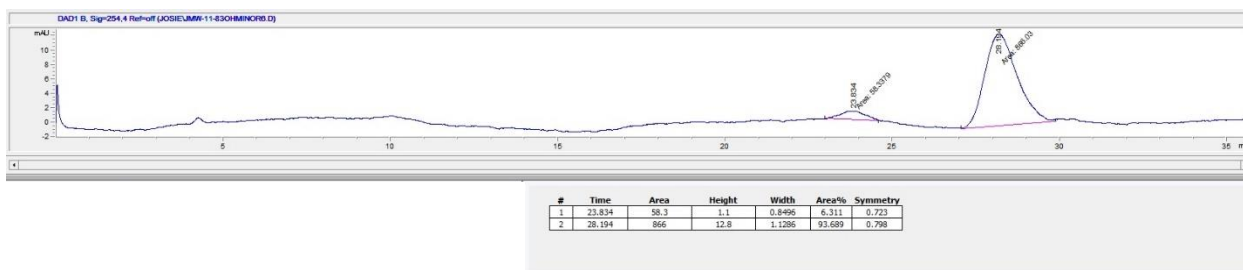 DAD1 B, Sig=254,4 Ref=off (JOSIE\JMW-11-83OHMINOR6.D)
mAU
10
8
6
4
2
0
-2
23.834
Area: 58.3379
28.194
Area: 866.03
5
10
15
20
25
30
35
# Time Area Height Width Area% Symmetry
1 23.834 58.3 1.1 0.8496 6.311 0.723
2 28.194 866 12.8 1.1286 93.689 0.798